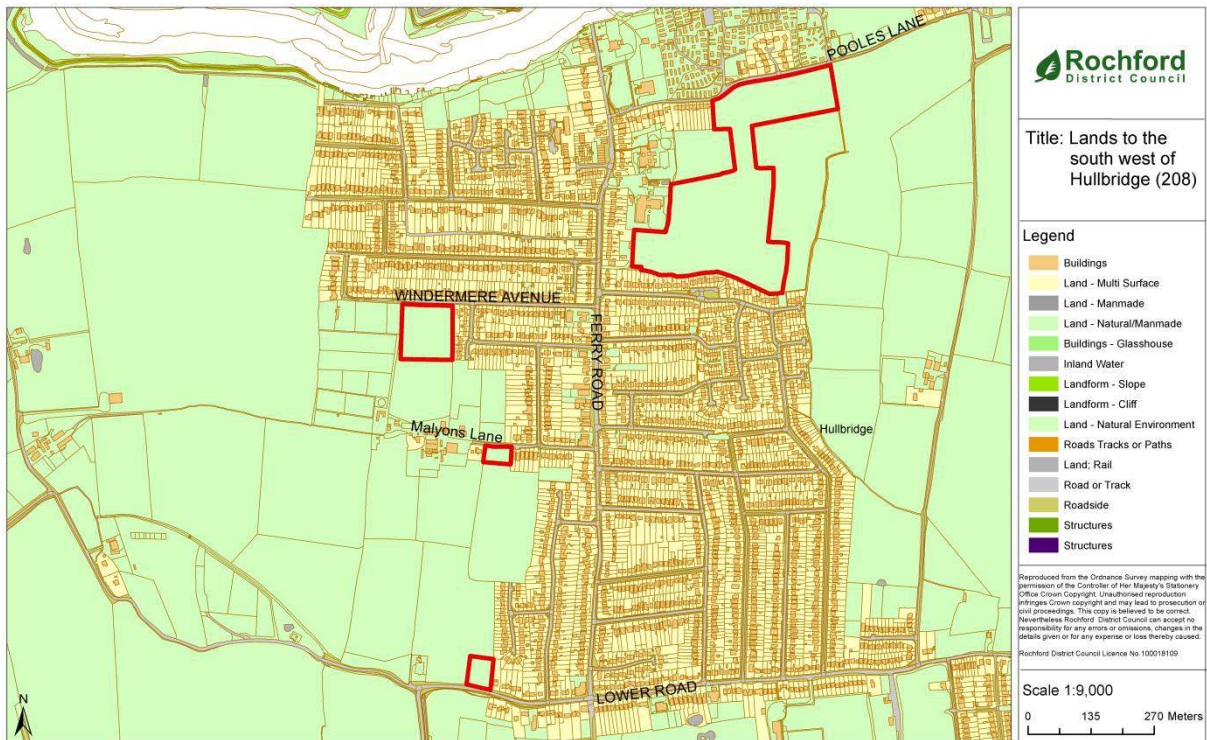 POOLES LANE
WINDERMERE AVENUE
FERRY ROAD
Malyons Lane
Hullbridge
LOWER ROAD
N
Rochford
District Council
Title: Lands to the
south west of
Hullbridge (208)
Legend
Buildings
Land - Multi Surface
Land - Manmade
Land - Natural/Manmade
Buildings - Glasshouse
Inland Water
Landform - Slope
Landform - Cliff
Land - Natural Environment
Roads Tracks or Paths
Land; Rail
Road or Track
Roadside
Structures
Structures
Reproduced from the Ordnance Survey mapping with the
permission of the Controller of Her Majesty's Stationery
Office Crown Copyright. Unauthorised reproduction
infringes Crown copyright and may lead to prosecution or
civil proceedings. This copy is believed to be correct.
Nevertheless Rochford District Council can accept no
responsibility for any errors or omissions, changes in the
details given or for any expense or loss thereby caused.
Rochford District Council Licence No.100018109
Scale 1:9,000
0 135 270 Meters